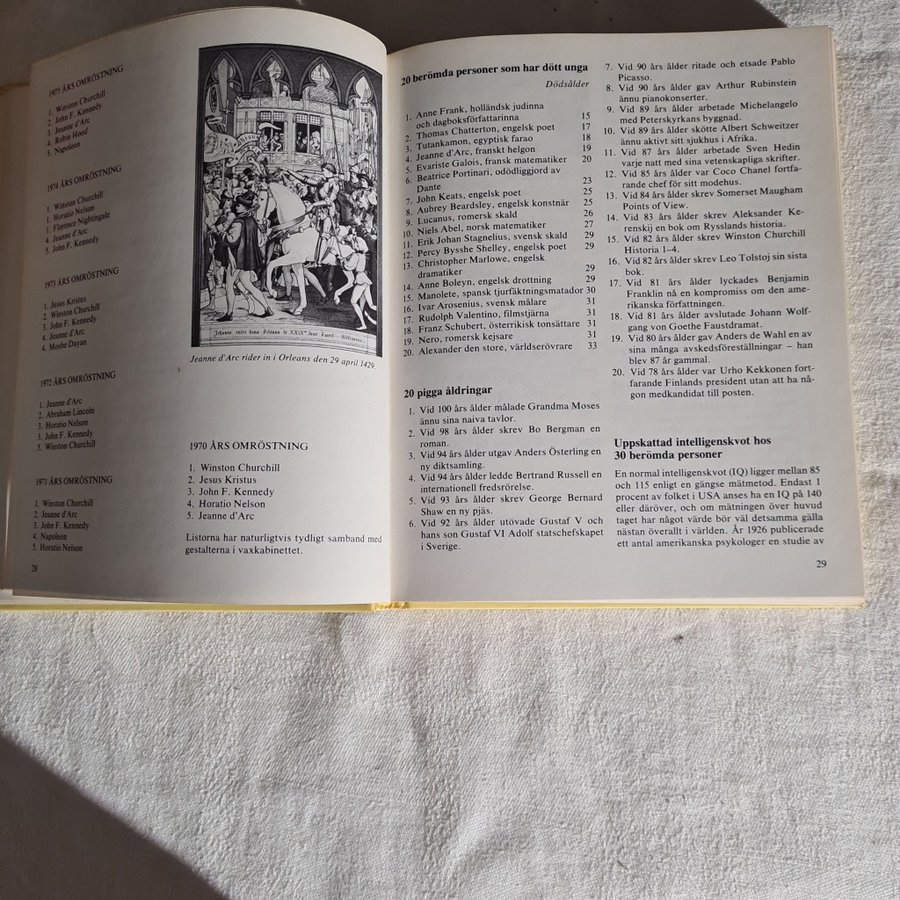 1975 ÅRS OMRÖSTNING
1. Winston Churchill
2. John F. Kennedy
3. Jeanne d'Arc
4. Robin Hood
5. Napoleon
1974 ÅRS OMRÖSTNING
1. Winston Churchill
1. Horatio Nelson
1. Florence Nightingale
4. Jeanne d'Arc
5. John F. Kennedy
1973 ÅRS OMRÖSTNING
1. Jesus Kristus
2. Winston Churchill
3. John F. Kennedy
4. Jeanne d'Arc
4. Moshe Dayan
1972 ÅRS OMRÖSTNING
1. Jeanne d'Arc
2. Abraham Lincoln
3. Horatio Nelson
3. John F. Kennedy
5. Winston Churchill
1971 ÅRS OMRÖSTNING
1. Winston Churchill
2. Jeanne d'Arc
3. John F. Kennedy
4. Napoleon
5. Horatio Nelson
28
Jeanne d'Arc rider in i Orleans den 29 april 1429.
1970 ÅRS OMRÖSTNING
1. Winston Churchill
2. Jesus Kristus
3. John F. Kennedy
4. Horatio Nelson
5. Jeanne d'Arc
Listorna har naturligtvis tydligt samband med
gestalterna i vaxkabinettet.
20 berömda personer som har dött unga
Dödsålder
1. Anne Frank, holländsk judinna
och dagboksförfattarinna 15
2. Thomas Chatterton, engelsk poet 17
3. Tutankamon, egyptisk farao 18
4. Jeanne d'Arc, franskt helgon 19
5. Evariste Galois, fransk matematiker 20
6. Beatrice Portinari, odödliggjord av
Dante 23
7. John Keats, engelsk poet 25
8. Aubrey Beardsley, engelsk konstnär 25
9. Lucanus, romersk skald 26
10. Niels Abel, norsk matematiker 27
11. Erik Johan Stagnelius, svensk skald 29
12. Percy Bysshe Shelley, engelsk poet 29
13. Christopher Marlowe, engelsk
dramatiker 29
14. Anne Boleyn, engelsk drottning 29
15. Manolete, spansk tjurfäktningsmatador 30
16. Ivar Arosenius, svensk målare 31
17. Rudolph Valentino, filmstjärna 31
18. Franz Schubert, österrikisk tonsättare 31
19. Nero, romersk kejsare 31
20. Alexander den store, världserövrare 33
20 pigga åldringar
1. Vid 100 års ålder målade Grandma Moses
ännu sina naiva tavlor.
2. Vid 98 års ålder skrev Bo Bergman en
roman.
3. Vid 94 års ålder utgav Anders Österling en
ny diktsamling.
4. Vid 94 års ålder ledde Bertrand Russell en
internationell fredsrörelse.
5. Vid 93 års ålder skrev George Bernard
Shaw en ny pjäs.
6. Vid 92 års ålder utövade Gustaf V och
hans son Gustaf VI Adolf statschefskapet
i Sverige.
7. Vid 90 års ålder ritade och etsade Pablo
Picasso.
8. Vid 90 års ålder gav Arthur Rubinstein
ännu pianokonserter.
9. Vid 89 års ålder arbetade Michelangelo
med Peterskyrkans byggnad.
10. Vid 89 års ålder skötte Albert Schweitzer
ännu aktivt sitt sjukhus i Afrika.
11. Vid 87 års ålder arbetade Sven Hedin
varje natt med sina vetenskapliga skrifter.
12. Vid 85 års ålder var Coco Chanel fortfa-
rande chef för sitt modehus.
13. Vid 84 års ålder skrev Somerset Maugham
Points of View.
14. Vid 83 års ålder skrev Aleksander Ke-
renskij en bok om Rysslands historia.
15. Vid 82 års ålder skrev Winston Churchill
Historia 1–4.
16. Vid 82 års ålder skrev Leo Tolstoj sin sista
bok.
17. Vid 81 års ålder lyckades Benjamin
Franklin nå en kompromiss om den ame-
rikanska författningen.
18. Vid 81 års ålder avslutade Johann Wolf-
gang von Goethe Faustdramat.
19. Vid 80 års ålder gav Anders de Wahl en av
sina många avskedsföreställningar – han
blev 87 år gammal.
20. Vid 78 års ålder var Urho Kekkonen fort-
farande Finlands president utan att ha nå-
gon medkandidat till posten.
Uppskattad intelligenskvot hos
30 berömda personer
En normal intelligenskvot (IQ) ligger mellan 85
och 115 enligt en gängse mätmetod. Endast 1
procent av folket i USA anses ha en IQ på 140
eller däröver, och om mätningen över huvud
taget har något värde bör väl detsamma gälla
nästan överallt i världen. År 1926 publicerade
ett antal amerikanska psykologer en studie av
29